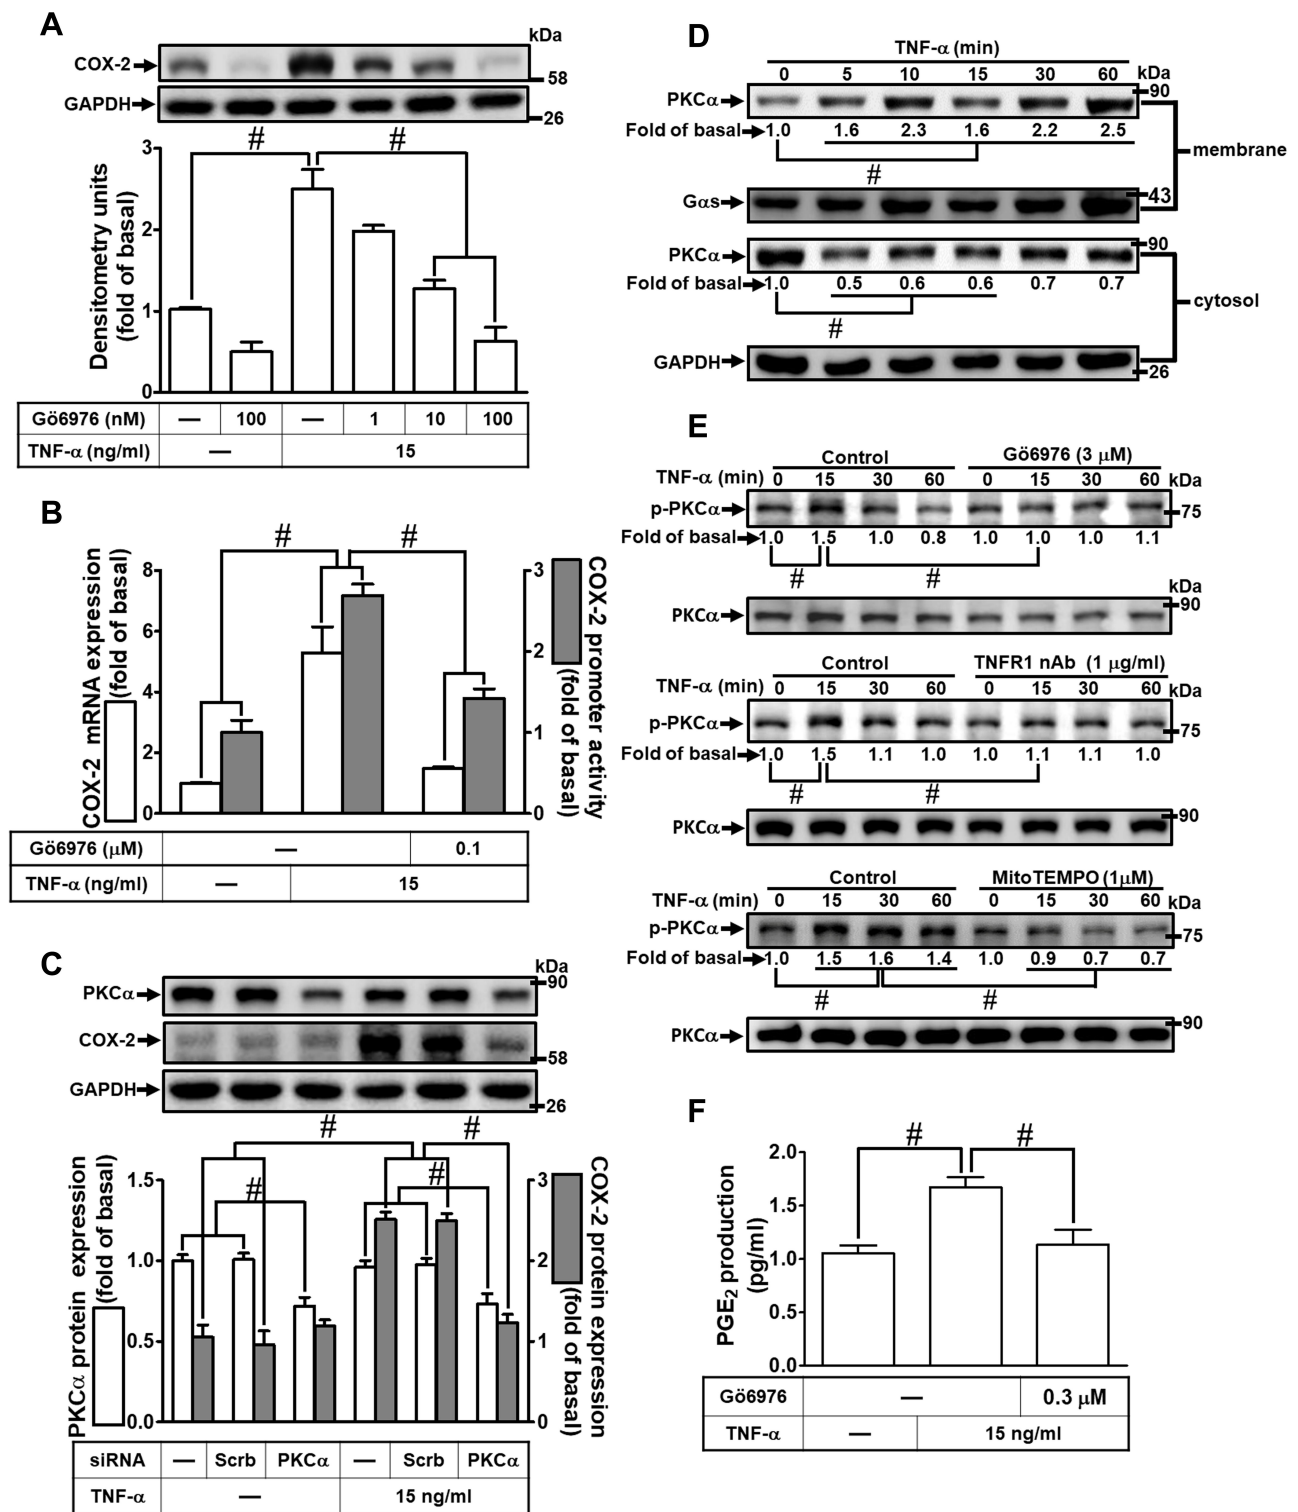 A
kDa
COX-2
58
GAPDH
26
# #
Densitometry units
(fold of basal)
3
2
1
0
Gö6976 (nM) — 100 — 1 10 100
TNF-α (ng/ml) — 15
B
# #
COX-2 mRNA expression
(fold of basal)
8
6
4
2
0
3
2
1
0
COX-2 promoter activity
(fold of basal)
Gö6976 (μM) — 0.1
TNF-α (ng/ml) — 15
C
kDa
PKCα 90
COX-2
58
GAPDH
26
# #
# #
PKCα protein expression
(fold of basal)
1.5
1.0
0.5
0.0
3
2
1
0
COX-2 protein expression
(fold of basal)
siRNA — Scrb PKCα — Scrb PKCα
TNF-α — 15 ng/ml
D
TNF-α (min)
0 5 10 15 30 60 kDa
PKCα 90
Fold of basal 1.0 1.6 2.3 1.6 2.2 2.5
membrane
#
Gαs 43
PKCα 90
Fold of basal 1.0 0.5 0.6 0.6 0.7 0.7
cytosol
#
GAPDH 26
E
Control Gö6976 (3 μM)
TNF-α (min) 0 15 30 60 0 15 30 60 kDa
p-PKCα 75
Fold of basal 1.0 1.5 1.0 0.8 1.0 1.0 1.0 1.1
# #
kDa
PKCα 90
Control TNFR1 nAb (1 μg/ml)
TNF-α (min) 0 15 30 60 0 15 30 60 kDa
p-PKCα 75
Fold of basal 1.0 1.5 1.1 1.0 1.0 1.1 1.1 1.0
# #
PKCα 90
Control MitoTEMPO (1μM)
TNF-α (min) 0 15 30 60 0 15 30 60 kDa
p-PKCα 75
Fold of basal 1.0 1.5 1.6 1.4 1.0 0.9 0.7 0.7
# #
PKCα 90
F
# #
PGE2 production
(pg/ml)
2.0
1.5
1.0
0.5
0.0
Gö6976 — 0.3 μM
TNF-α — 15 ng/ml